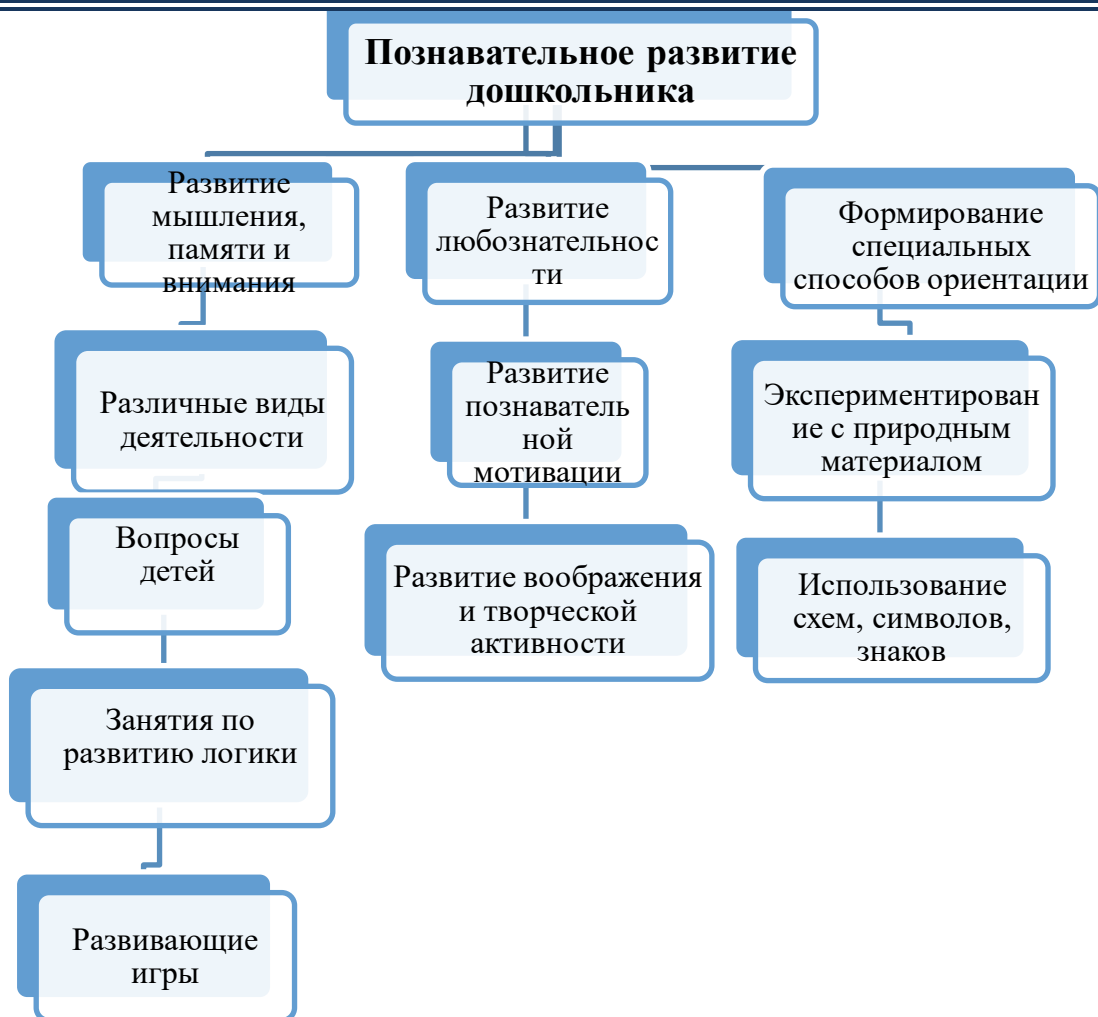 Познавательное развитие
дошкольника
Развитие
мышления,
памяти и
внимания
Развитие
любознательнос
ти
Формирование
специальных
способов ориентации
Различные виды
деятельности
Развитие
познаватель
ной
мотивации
Экспериментирован
ие с природным
материалом
Вопросы
детей
Развитие воображения
и творческой
активности
Использование
схем, символов,
знаков
Занятия по
развитию логики
Развивающие
игры